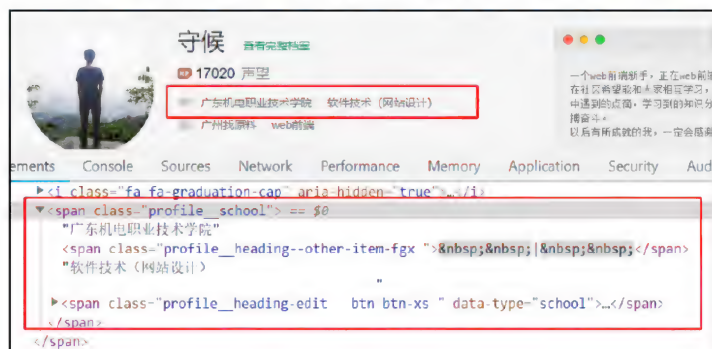 守候 查看完整档案
17020 声望
广东机电职业技术学院 软件技术（网站设计）
广州找原料 web前端
一个web前端新手，正在web前端
在社区希望能和大家相互学习，
中遇到的点滴，学习到的知识分
搏奋斗。
以后有所成就的我，一定会感恩
ements Console Sources Network Performance Memory Application Security Aud
▶<i class="fa fa-graduation-cap" aria-hidden="true">…</i>
▼<span class="profile__school"> == $0
"广东机电职业技术学院"
<span class="profile__heading--other-item-fgx ">&nbsp;&nbsp;|&nbsp;&nbsp;</span>
"软件技术（网站设计）
"
▶<span class="profile__heading-edit btn btn-xs " data-type="school">…</span>
</span>
</span>